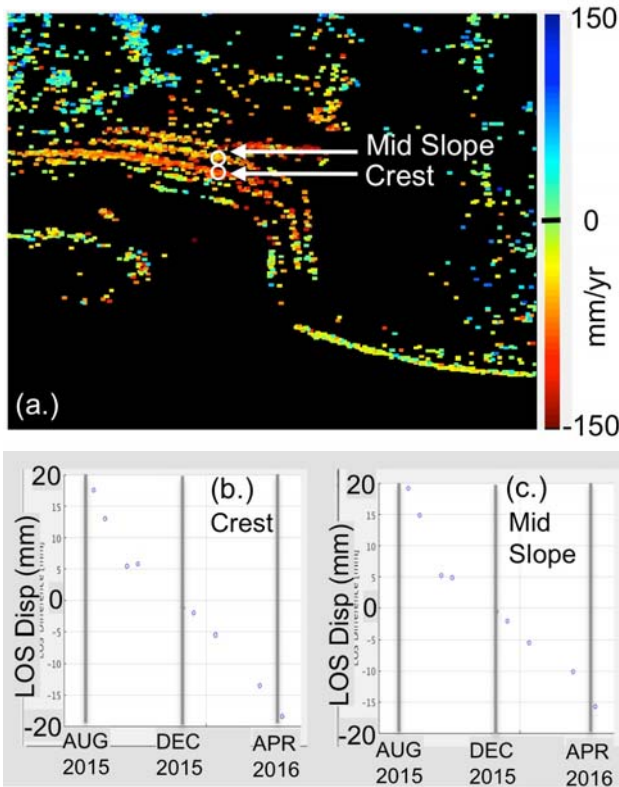 150
0
mm/yr
-150
Mid Slope
Crest
(a.)
20
15
10
5
0
-5
-10
-15
-20
LOS Disp (mm)
(b.)
Crest
AUG
2015
DEC
2015
APR
2016
20
15
10
5
0
-5
-10
-15
-20
LOS Disp (mm)
(c.)
Mid
Slope
AUG
2015
DEC
2015
APR
2016